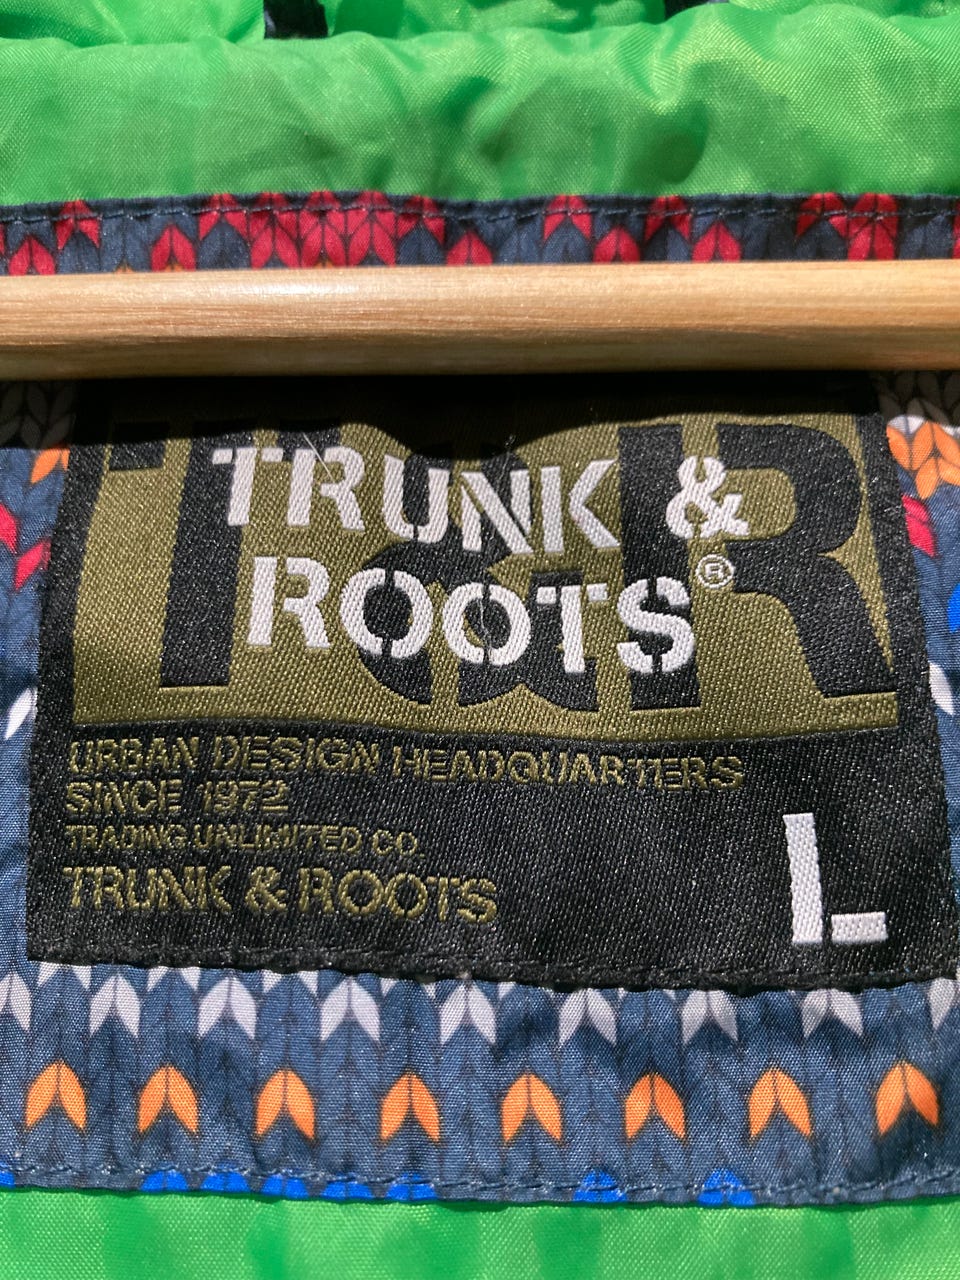 T&R
TRUNK &
ROOTS®
URBAN DESIGN HEADQUARTERS
SINCE 1972
TRADING UNLIMITED CO.
TRUNK & ROOTS
L